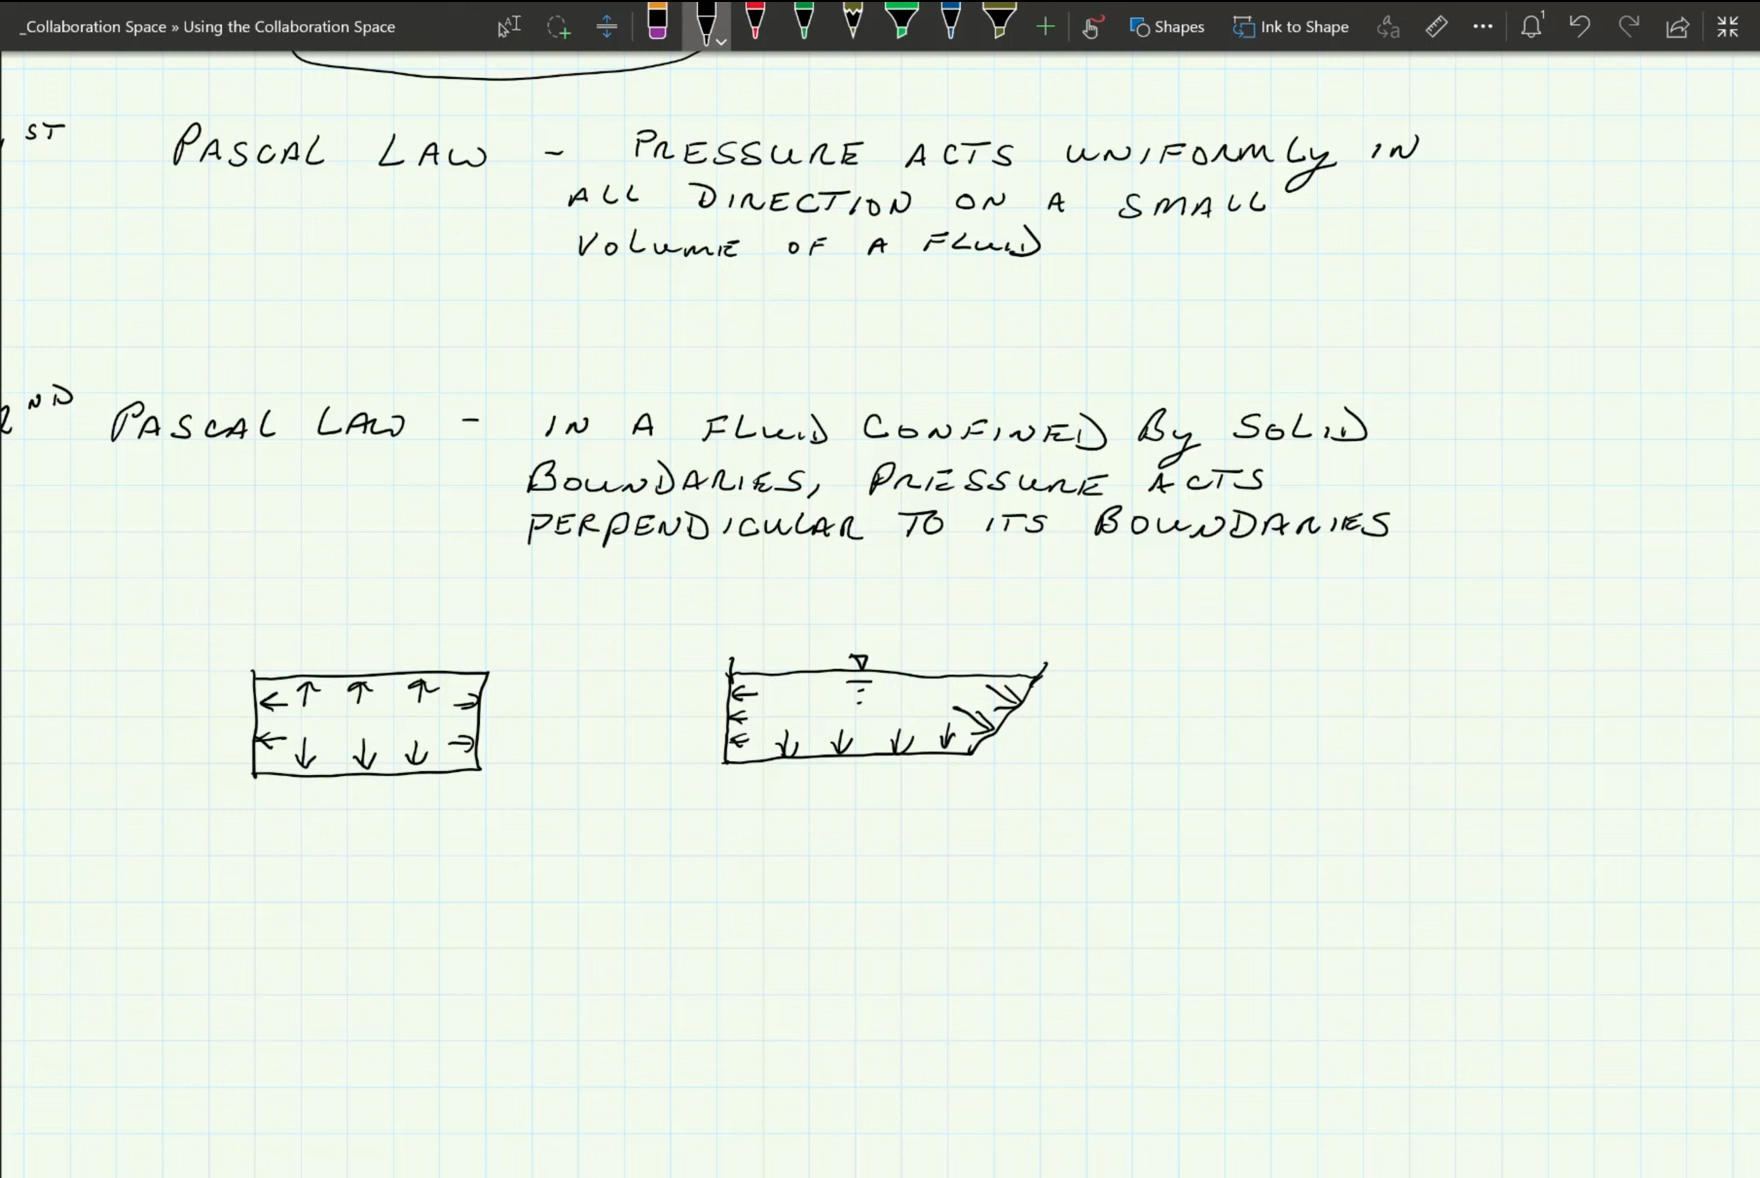 _Collaboration Space » Using the Collaboration Space
Shapes
Ink to Shape
1
ST PASCAL LAW - PRESSURE ACTS UNIFORMLY IN
ALL DIRECTION ON A SMALL
VOLUME OF A FLUID
2ND PASCAL LAW - IN A FLUID CONFINED BY SOLID
BOUNDARIES, PRESSURE ACTS
PERPENDICULAR TO ITS BOUNDARIES